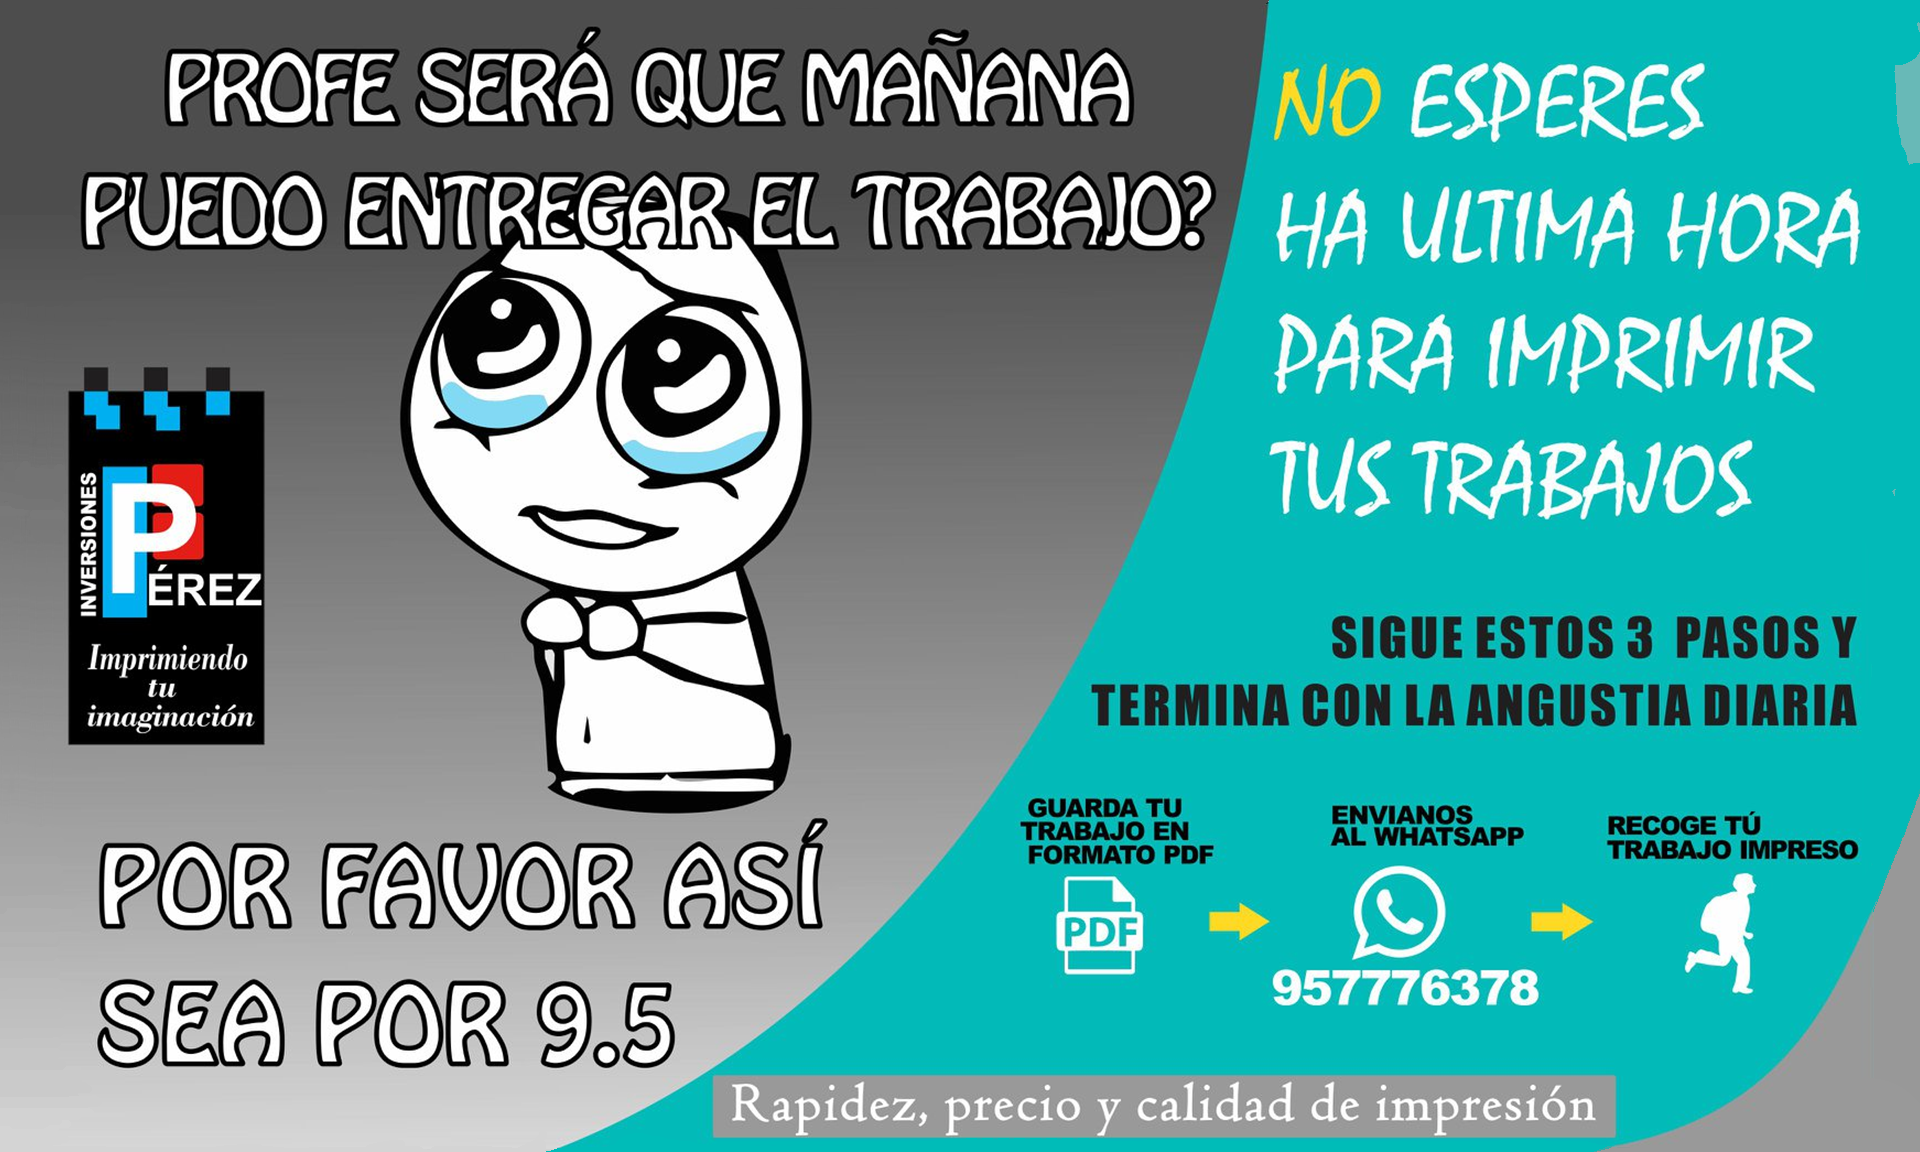 PROFE SERÁ QUE MAÑANA
PUEDO ENTREGAR EL TRABAJO?
INVERSIONES
PÉREZ
Imprimiendo
tu
imaginación
POR FAVOR ASÍ
SEA POR 9.5
NO ESPERES
HA ULTIMA HORA
PARA IMPRIMIR
TUS TRABAJOS
SIGUE ESTOS 3 PASOS Y
TERMINA CON LA ANGUSTIA DIARIA
GUARDA TU
TRABAJO EN
FORMATO PDF
PDF
ENVIANOS
AL WHATSAPP
957776378
RECOGE TÚ
TRABAJO IMPRESO
Rapidez, precio y calidad de impresión